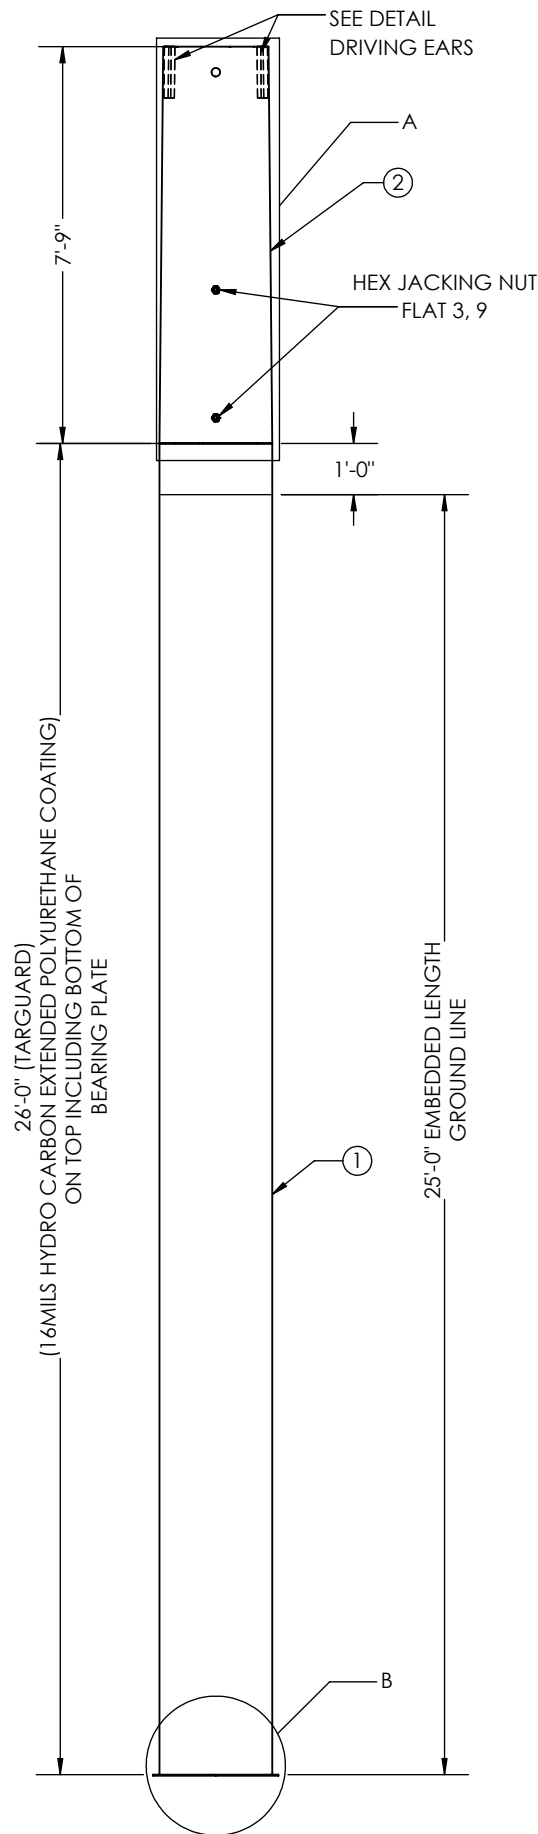 SEE DETAIL
DRIVING EARS
A
2
7'-9"
HEX JACKING NUT
FLAT 3, 9
1'-0"
26'-0" (TARGUARD)
(16MILS HYDRO CARBON EXTENDED POLYURETHANE COATING)
ON TOP INCLUDING BOTTOM OF
BEARING PLATE
25'-0" EMBEDDED LENGTH
GROUND LINE
1
B